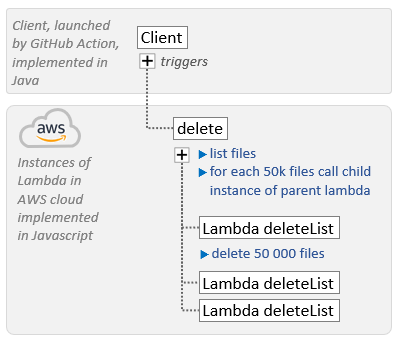 Client, launched
by GitHub Action,
implemented in
Java
Client
triggers
aws
Instances of
Lambda in
AWS cloud
implemented
in Javascript
delete
list files
for each 50k files call child
instance of parent lambda
Lambda deleteList
delete 50 000 files
Lambda deleteList
Lambda deleteList